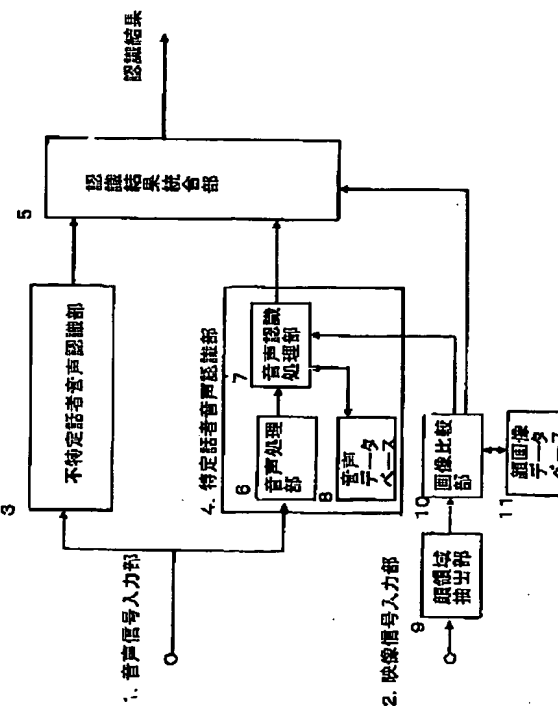 認識結果
5
認識結果統合部
3
不特定話者音声認識部
4. 特定話者音声認識部
7
音声認識
処理部
6
音声処理
部
8
音声
データ
ベース
1. 音声信号入力部
2. 映像信号入力部
9
顔領域
抽出部
10
画像比較
部
11
顔画像
データ
ベース